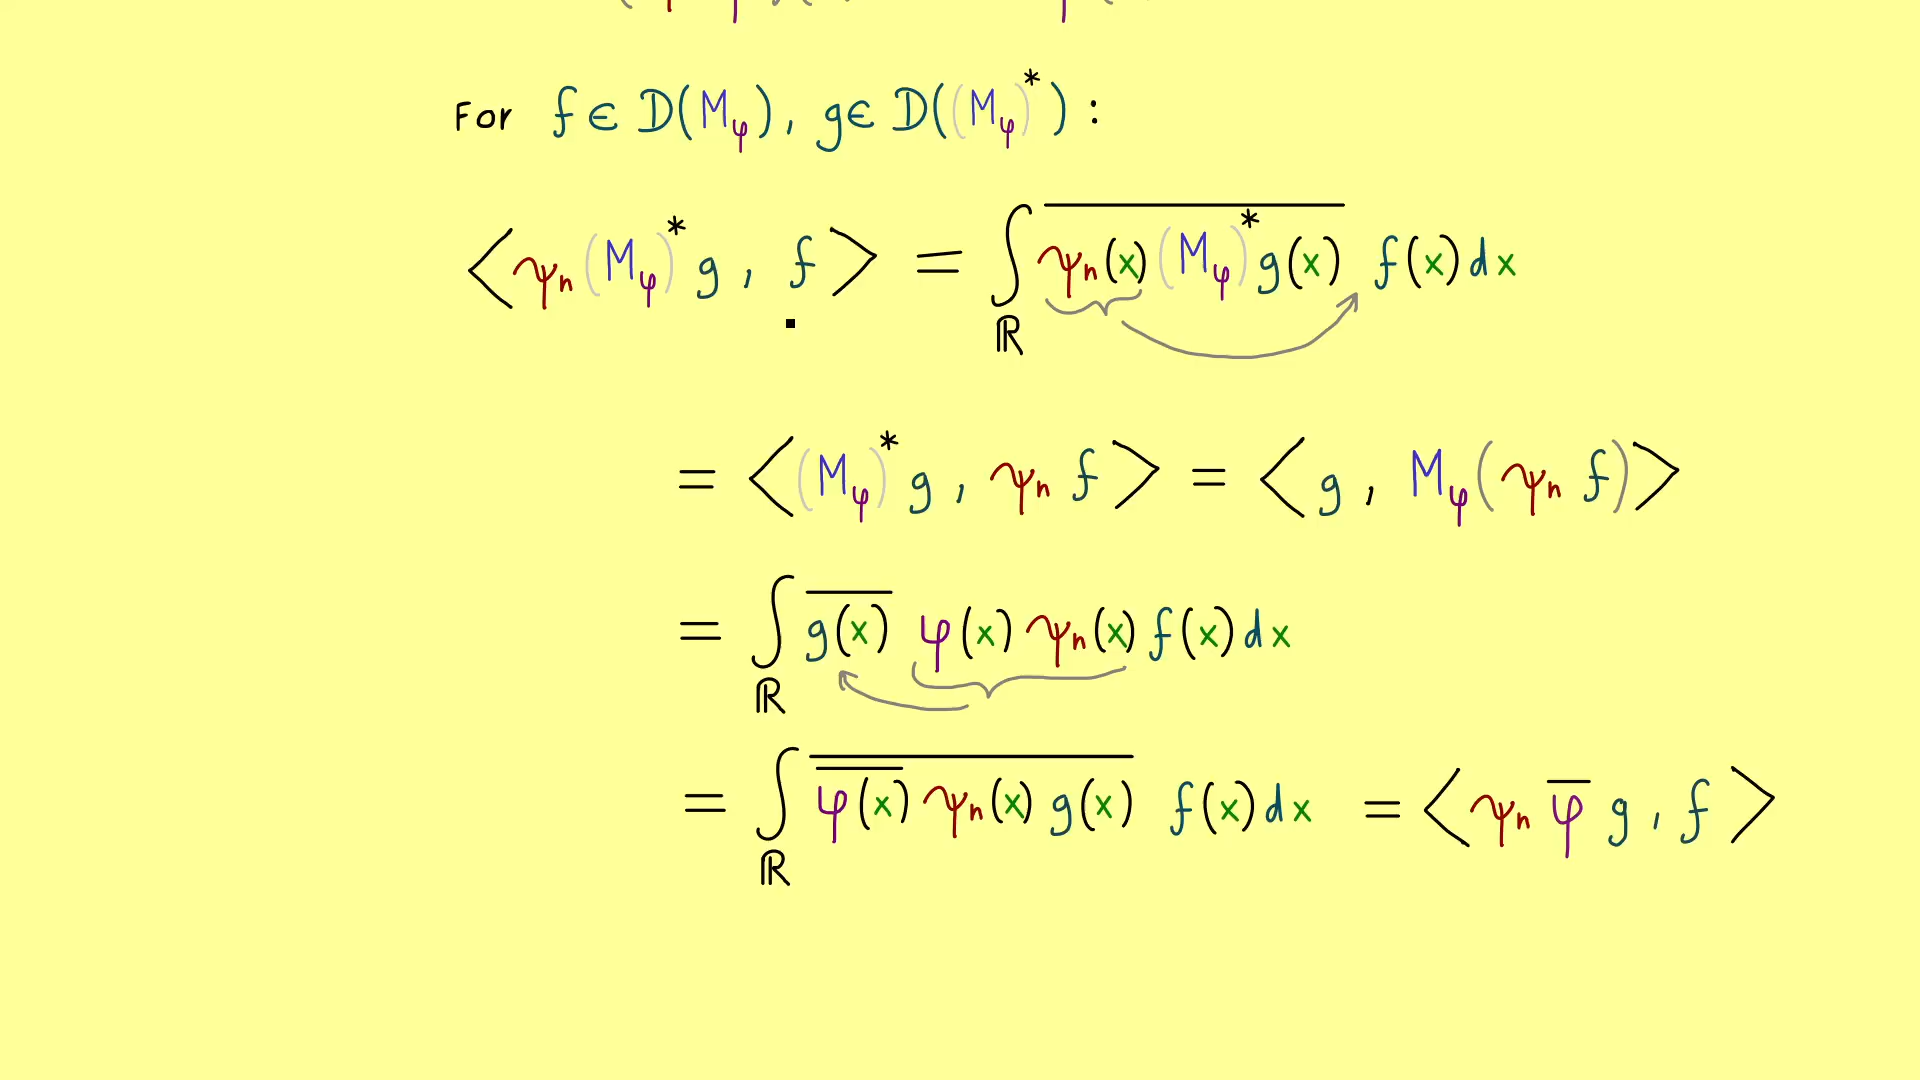 For f ∈ D(M_φ), g ∈ D((M_φ)^*) :
⟨ψ_n (M_φ)^* g , f⟩ = ∫_ℝ \overline{ψ_n(x) (M_φ)^* g(x)} f(x) dx
= ⟨(M_φ)^* g , ψ_n f⟩ = ⟨g , M_φ(ψ_n f)⟩
= ∫_ℝ \overline{g(x)} φ(x) ψ_n(x) f(x) dx
= ∫_ℝ \overline{\overline{φ(x)} ψ_n(x) g(x)} f(x) dx = ⟨ψ_n \overline{φ} g , f⟩